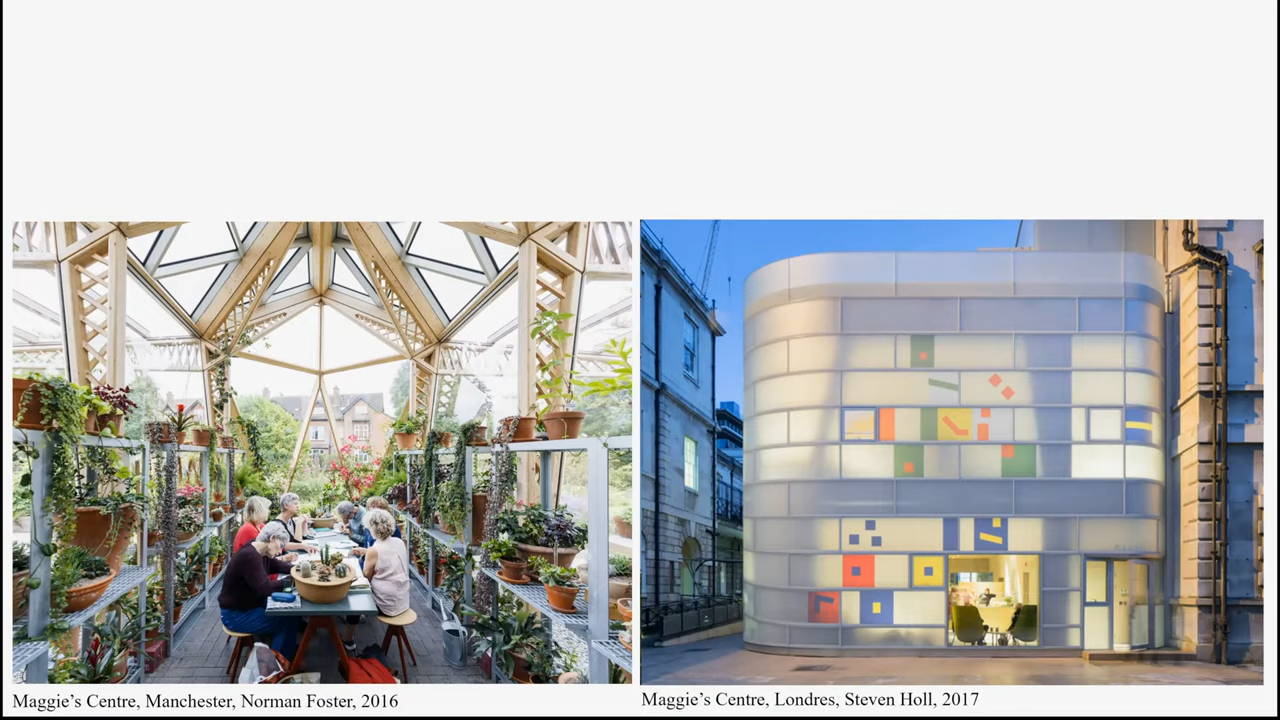 Maggie’s Centre, Manchester, Norman Foster, 2016
Maggie’s Centre, Londres, Steven Holl, 2017